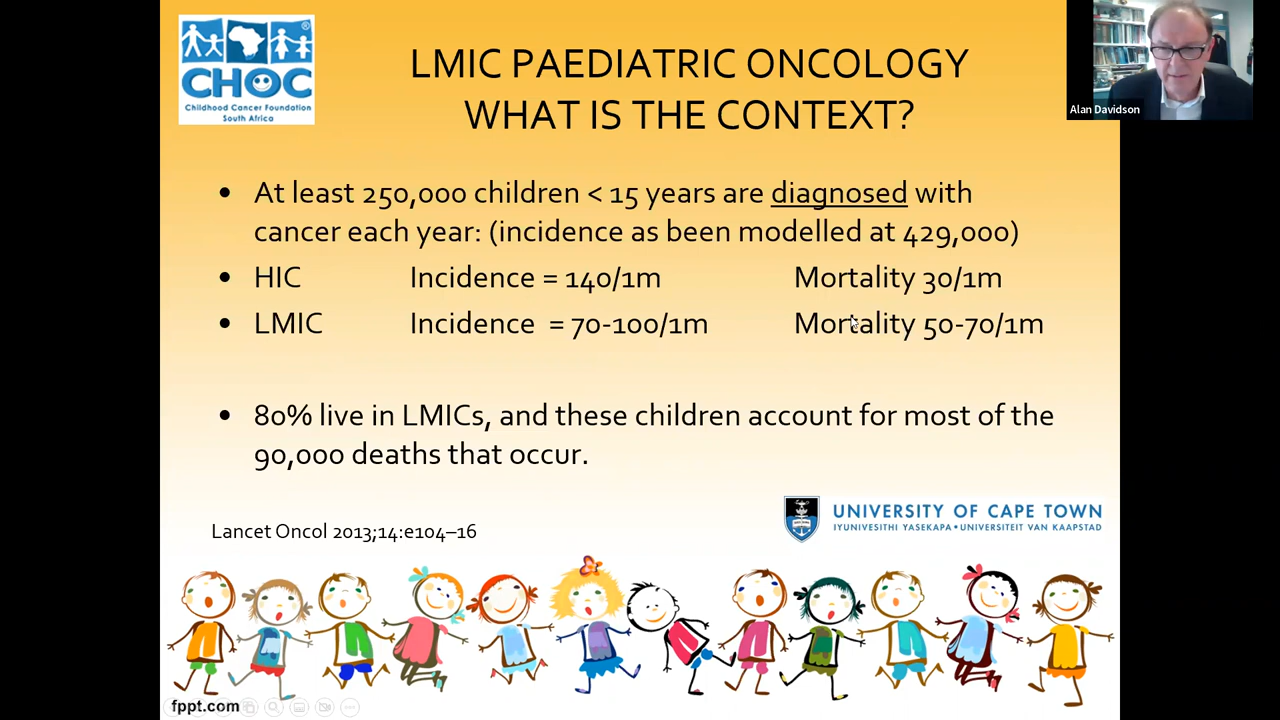 CHOC
Childhood Cancer Foundation
South Africa
LMIC PAEDIATRIC ONCOLOGY
WHAT IS THE CONTEXT?
Alan Davidson
• At least 250,000 children < 15 years are diagnosed with
cancer each year: (incidence as been modelled at 429,000)
• HIC Incidence = 140/1m Mortality 30/1m
• LMIC Incidence = 70-100/1m Mortality 50-70/1m
• 80% live in LMICs, and these children account for most of the
90,000 deaths that occur.
Lancet Oncol 2013;14:e104–16
UNIVERSITY OF CAPE TOWN
IYUNIVESITHI YASEKAPA • UNIVERSITEIT VAN KAAPSTAD
fppt.com